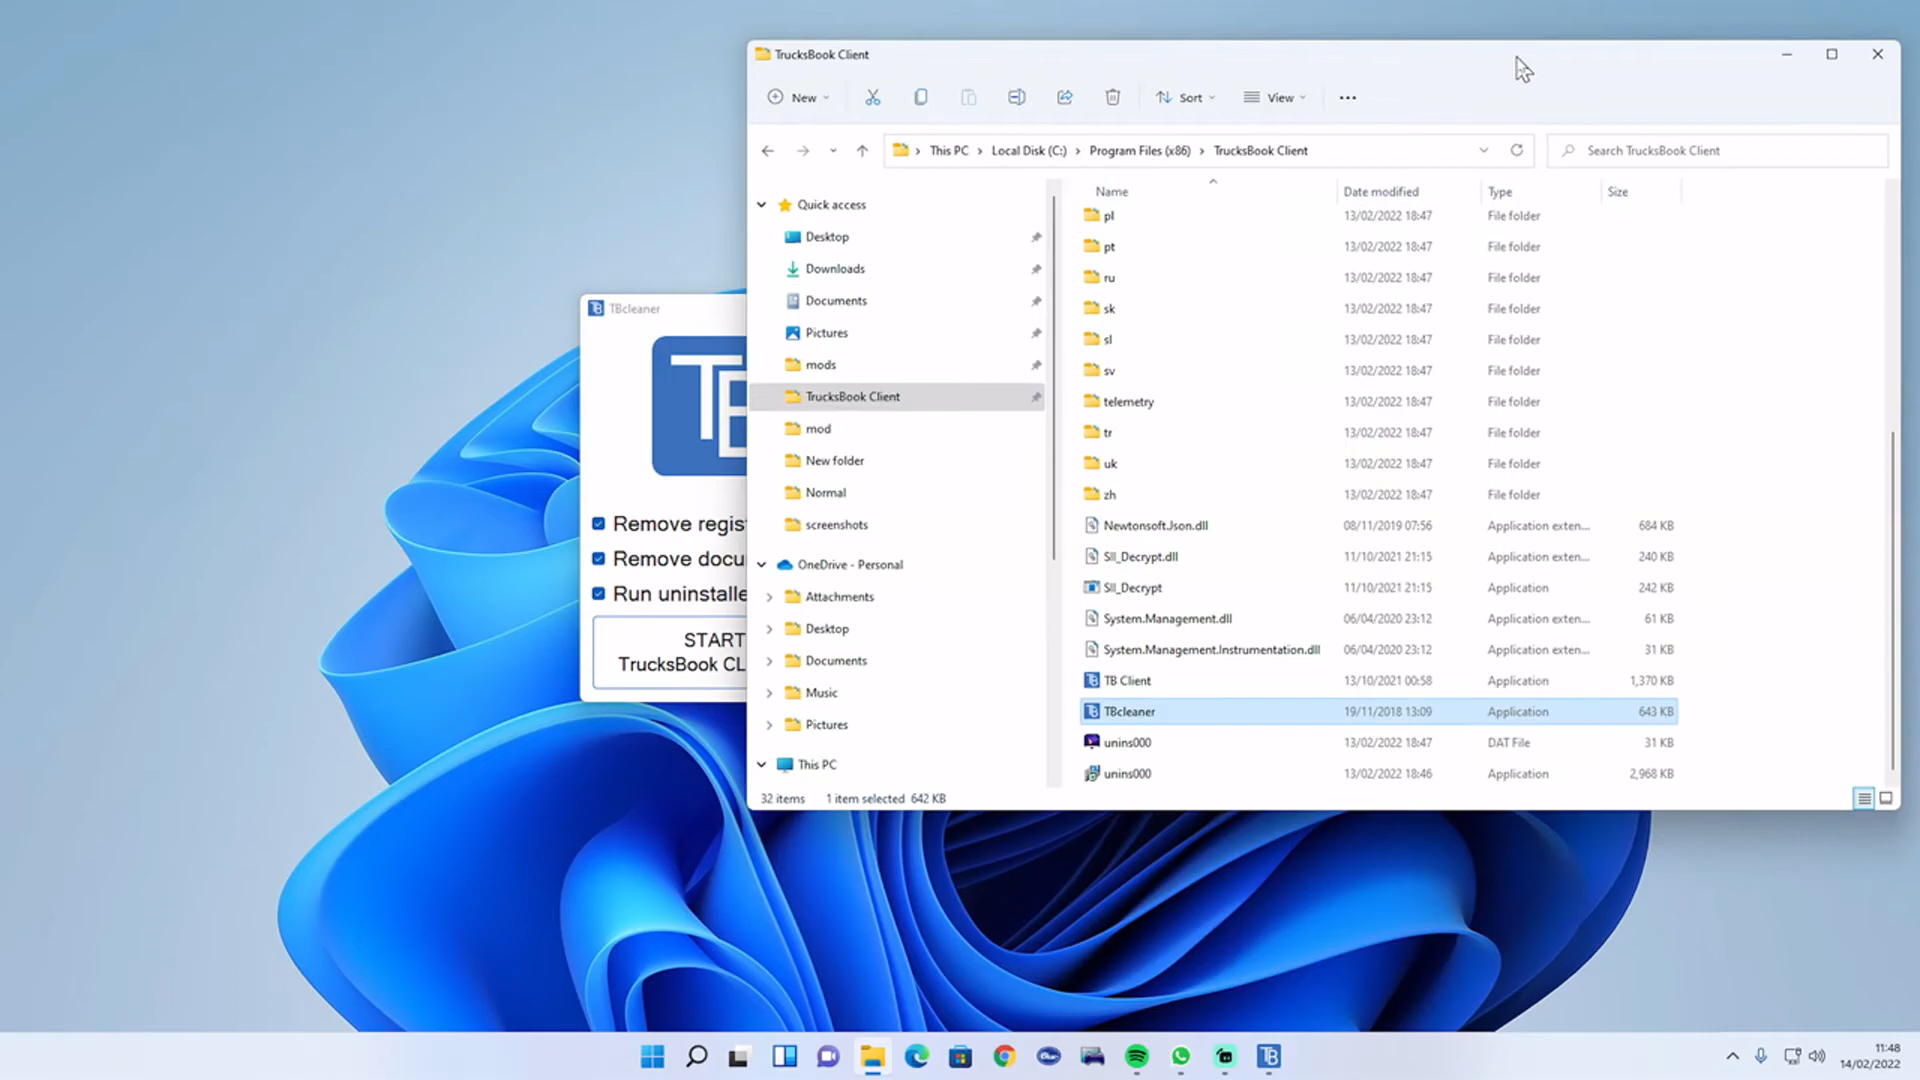 TrucksBook Client
New
Sort
View
This PC
Local Disk (C:)
Program Files (x86)
TrucksBook Client
Search TrucksBook Client
Quick access
Desktop
Downloads
Documents
Pictures
mods
TrucksBook Client
mod
New folder
Normal
screenshots
OneDrive - Personal
Attachments
Desktop
Documents
Music
Pictures
This PC
Name Date modified Type Size
pl 13/02/2022 18:47 File folder
pt 13/02/2022 18:47 File folder
ru 13/02/2022 18:47 File folder
sk 13/02/2022 18:47 File folder
sl 13/02/2022 18:47 File folder
sv 13/02/2022 18:47 File folder
telemetry 13/02/2022 18:47 File folder
tr 13/02/2022 18:47 File folder
uk 13/02/2022 18:47 File folder
zh 13/02/2022 18:47 File folder
Newtonsoft.Json.dll 08/11/2019 07:56 Application exten... 684 KB
SII_Decrypt.dll 11/10/2021 21:15 Application exten... 240 KB
SII_Decrypt 11/10/2021 21:15 Application 242 KB
System.Management.dll 06/04/2020 23:12 Application exten... 61 KB
System.Management.Instrumentation.dll 06/04/2020 23:12 Application exten... 31 KB
TB Client 13/10/2021 00:58 Application 1,370 KB
TBcleaner 19/11/2018 13:09 Application 643 KB
unins000 13/02/2022 18:47 DAT File 31 KB
unins000 13/02/2022 18:46 Application 2,968 KB
32 items 1 item selected 642 KB
TBcleaner
TB
Remove regis
Remove docu
Run uninstalle
START
TrucksBook CL
TB
11:48
14/02/2022